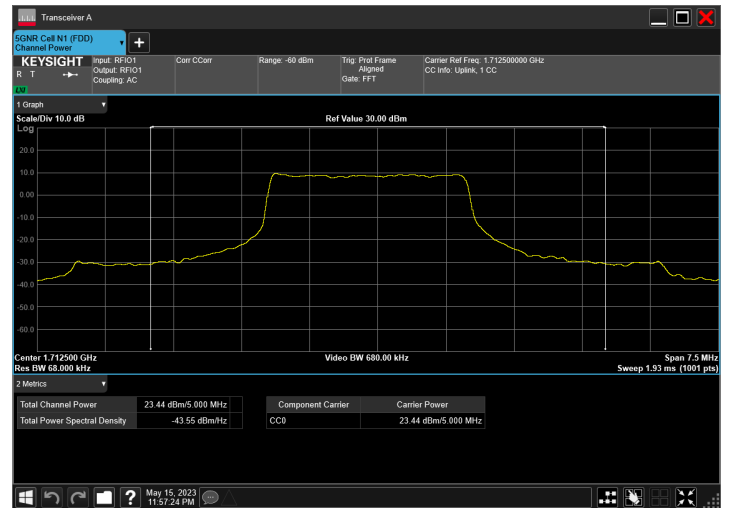 Transceiver A
5GNR Cell N1 (FDD)
Channel Power
KEYSIGHT
R T
LXI
Input: RFIO1
Output: RFIO1
Coupling: AC
Corr CCorr
Range: -60 dBm
Trig: Prot Frame
Aligned
Gate: FFT
Carrier Ref Freq: 1.712500000 GHz
CC Info: Uplink, 1 CC
1 Graph
Scale/Div 10.0 dB
Ref Value 30.00 dBm
Log
20.0
10.0
0.00
-10.0
-20.0
-30.0
-40.0
-50.0
-60.0
Center 1.712500 GHz
Video BW 680.00 kHz
Span 7.5 MHz
Res BW 68.000 kHz
Sweep 1.93 ms (1001 pts)
2 Metrics
Total Channel Power 23.44 dBm/5.000 MHz
Total Power Spectral Density -43.55 dBm/Hz
Component Carrier Carrier Power
CC0 23.44 dBm/5.000 MHz
May 15, 2023
11:57:24 PM